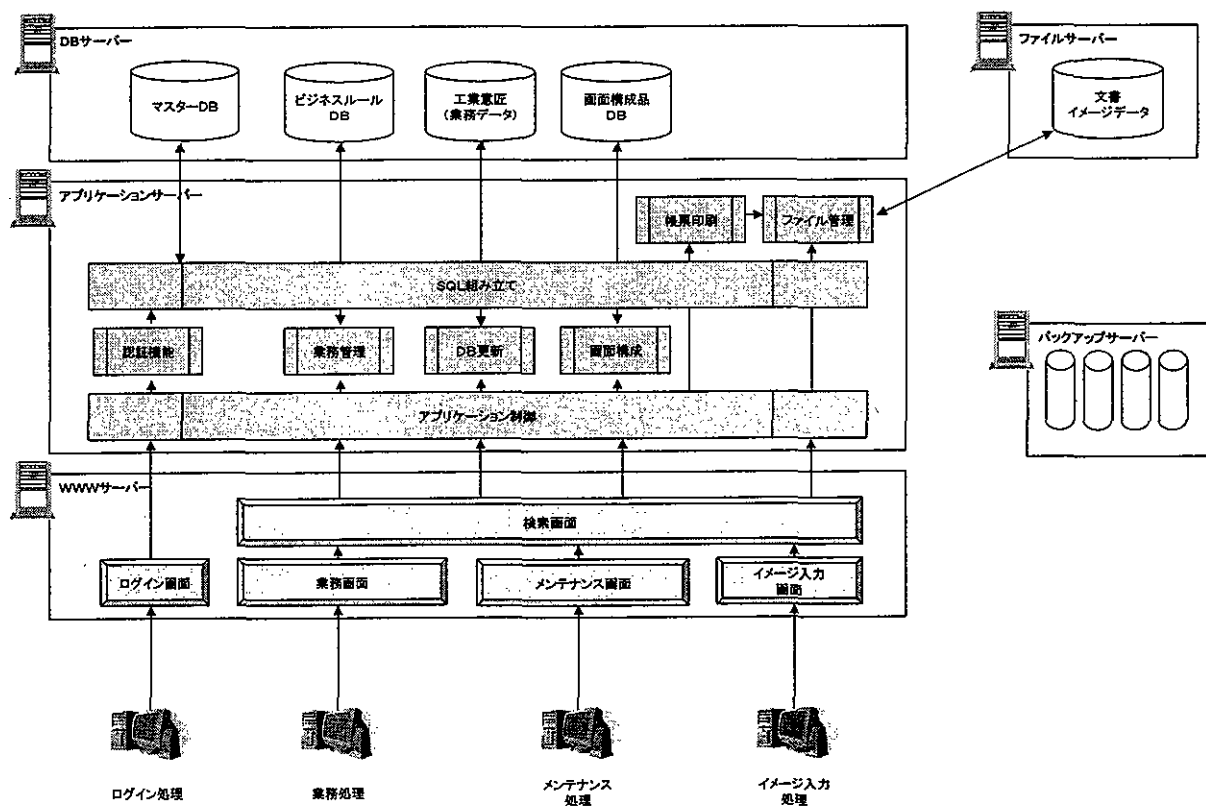 DBサーバー
マスターDB
ビジネスルール
DB
工業意匠
(業務データ)
画面構成品
DB
ファイルサーバー
文書
イメージデータ
アプリケーションサーバー
帳票印刷
ファイル管理
SQL組み立て
認証機能
業務管理
DB更新
画面構成
アプリケーション制御
バックアップサーバー
WWWサーバー
検索画面
ログイン画面
業務画面
メンテナンス画面
イメージ入力
画面
ログイン処理
業務処理
メンテナンス
処理
イメージ入力
処理